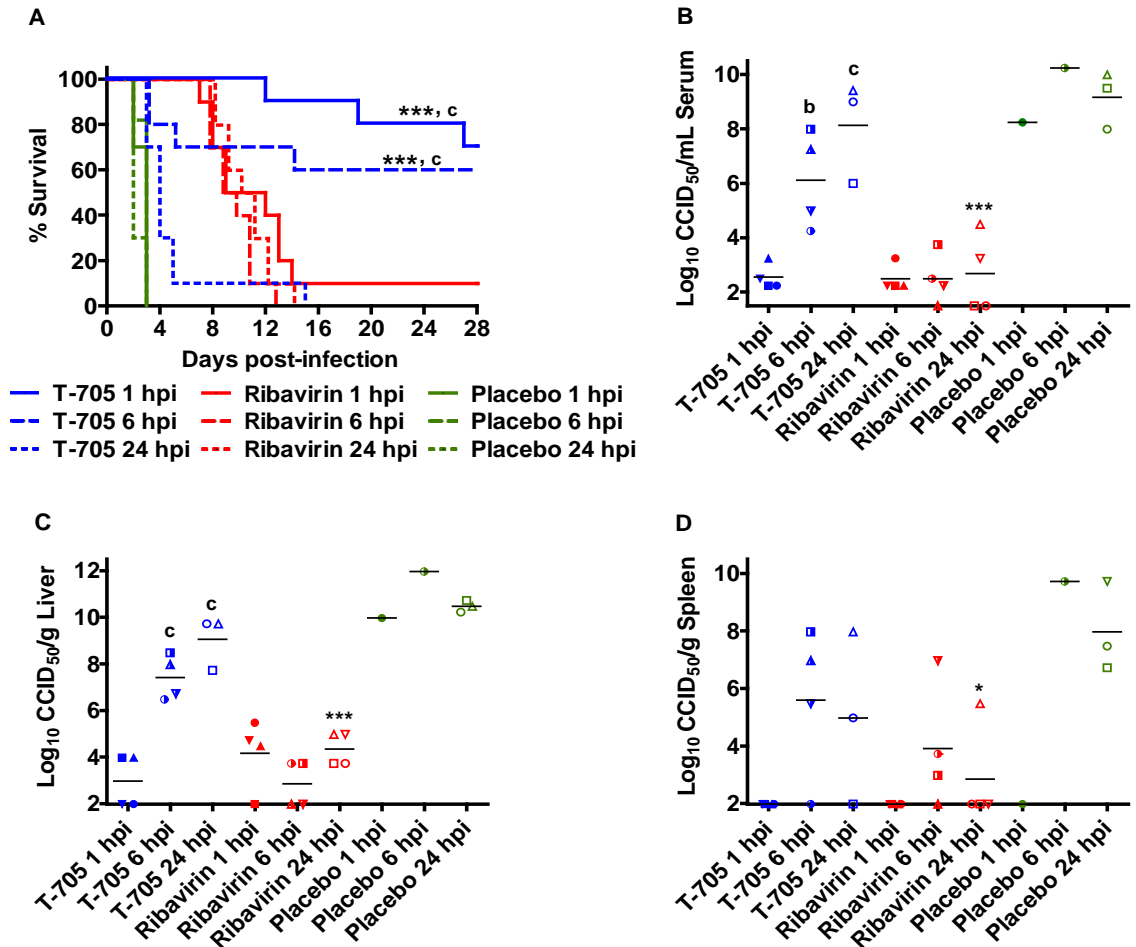 A
% Survival
100
80
60
40
20
0
***, c
***, c
0 4 8 12 16 20 24 28
Days post-infection
T-705 1 hpi Ribavirin 1 hpi Placebo 1 hpi
T-705 6 hpi Ribavirin 6 hpi Placebo 6 hpi
T-705 24 hpi Ribavirin 24 hpi Placebo 24 hpi
B
Log10 CCID50/mL Serum
10
8
6
4
2
b
c
***
T-705 1 hpi
T-705 6 hpi
T-705 24 hpi
Ribavirin 1 hpi
Ribavirin 6 hpi
Ribavirin 24 hpi
Placebo 1 hpi
Placebo 6 hpi
Placebo 24 hpi
C
Log10 CCID50/g Liver
12
10
8
6
4
2
c
c
***
T-705 1 hpi
T-705 6 hpi
T-705 24 hpi
Ribavirin 1 hpi
Ribavirin 6 hpi
Ribavirin 24 hpi
Placebo 1 hpi
Placebo 6 hpi
Placebo 24 hpi
D
Log10 CCID50/g Spleen
10
8
6
4
2
*
T-705 1 hpi
T-705 6 hpi
T-705 24 hpi
Ribavirin 1 hpi
Ribavirin 6 hpi
Ribavirin 24 hpi
Placebo 1 hpi
Placebo 6 hpi
Placebo 24 hpi